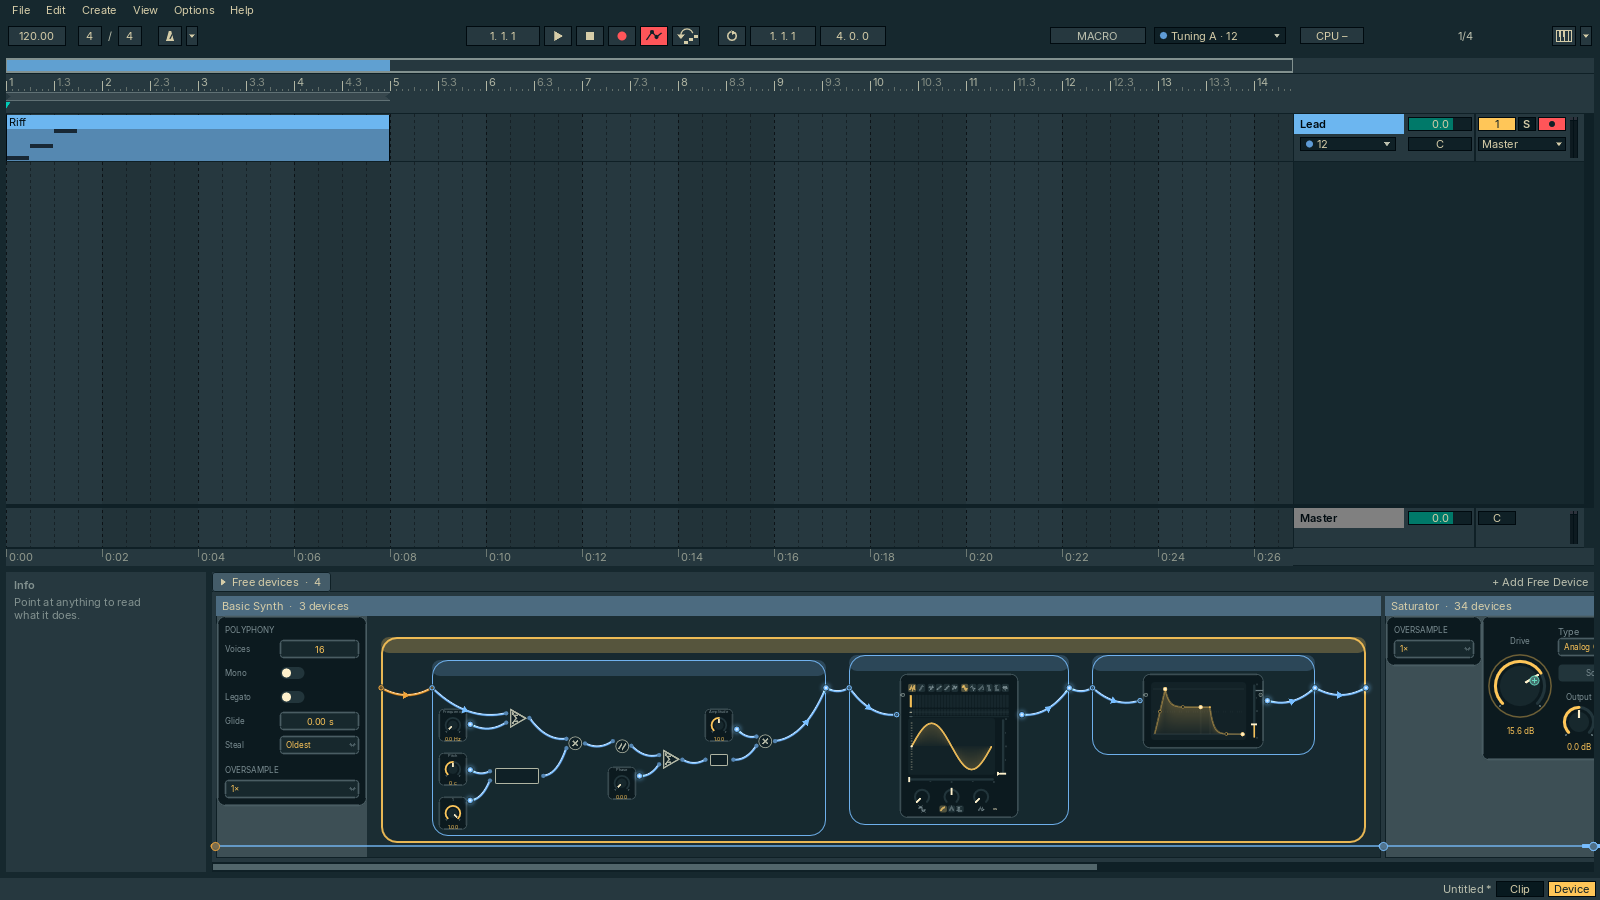 File Edit Create View Options Help
120.00 4 / 4 1. 1. 1 1. 1. 1 4. 0. 0 MACRO Tuning A · 12 CPU – 1/4
1 1.3 2 2.3 3 3.3 4 4.3 5 5.3 6 6.3 7 7.3 8 8.3 9 9.3 10 10.3 11 11.3 12 12.3 13 13.3 14
Riff
Lead 0.0 1 S
12 C Master
Master 0.0 C
0:00 0:02 0:04 0:06 0:08 0:10 0:12 0:14 0:16 0:18 0:20 0:22 0:24 0:26
Info
Point at anything to read
what it does.
Free devices · 4
+ Add Free Device
Basic Synth · 3 devices
Saturator · 34 devices
POLYPHONY
Voices 16
Mono
Legato
Glide 0.00 s
Steal Oldest
OVERSAMPLE
1×
OVERSAMPLE
1×
Drive
15.6 dB
Type
Analog
Output
0.0 dB
Untitled * Clip Device